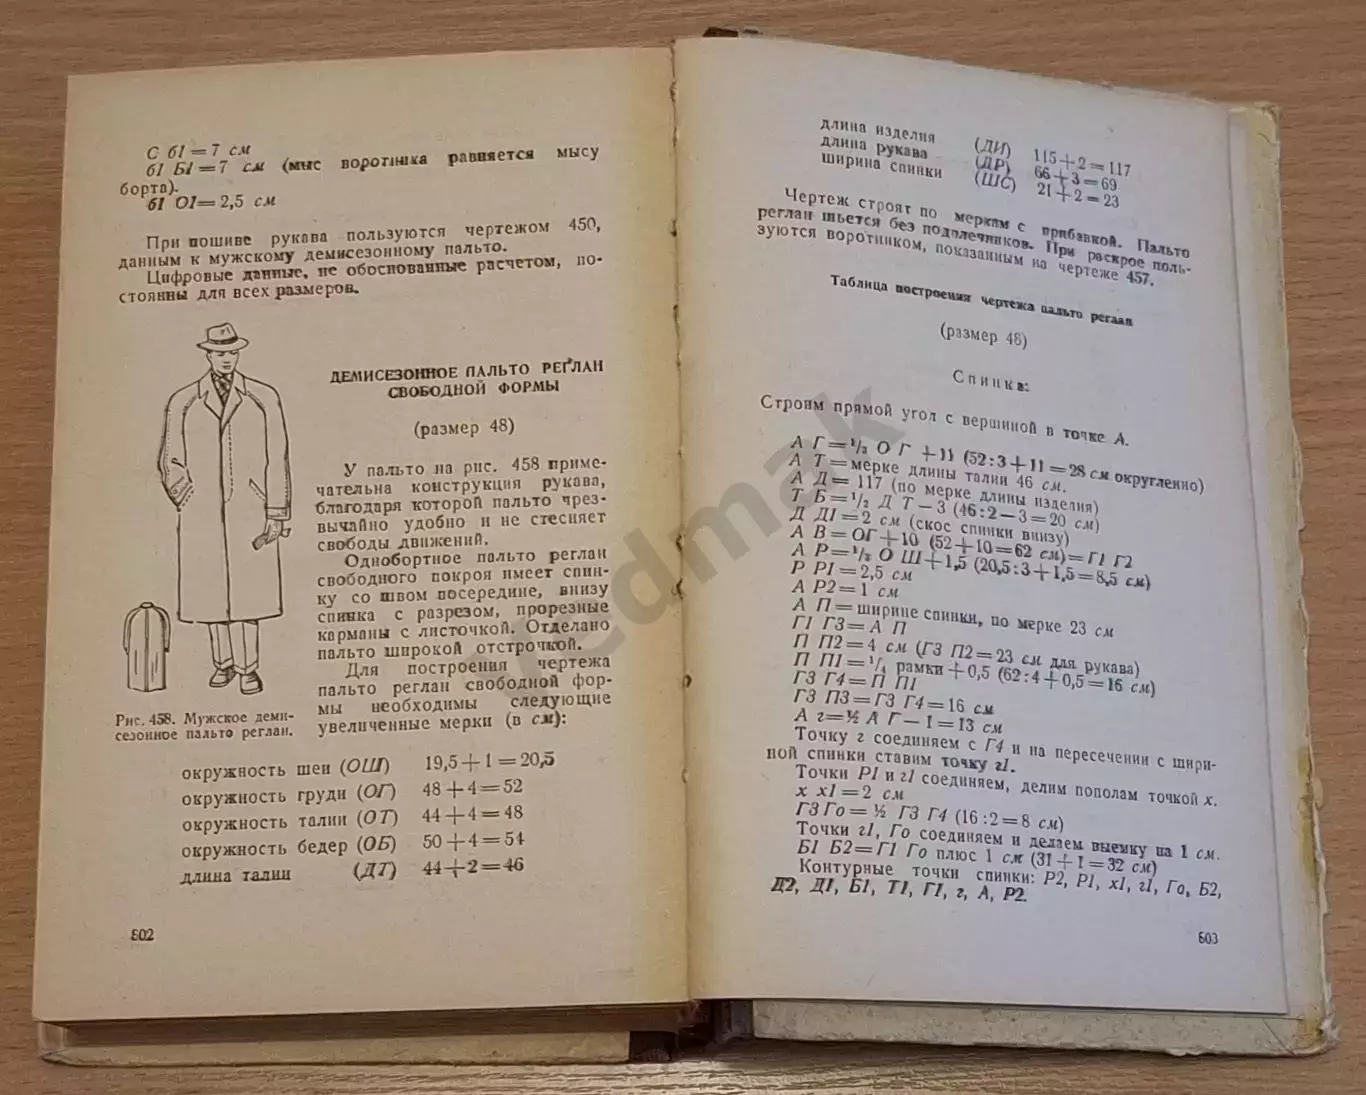 С б1 = 7 см
б1 Б1 = 7 см (мыс воротника равняется мысу
борта).
б1 О1 = 2,5 см
При пошиве рукава пользуются чертежом 450,
данным к мужскому демисезонному пальто.
Цифровые данные, не обоснованные расчетом, по-
стоянны для всех размеров.
ДЕМИСЕЗОННОЕ ПАЛЬТО РЕГЛАН
СВОБОДНОЙ ФОРМЫ
(размер 48)
У пальто на рис. 458 приме-
чательна конструкция рукава,
благодаря которой пальто чрез-
вычайно удобно и не стесняет
свободы движений.
Однобортное пальто реглан
свободного покроя имеет спин-
ку со швом посередине, внизу
спинка с разрезом, прорезные
карманы с листочкой. Отделано
пальто широкой отстрочкой.
Для построения чертежа
пальто реглан свободной фор-
мы необходимы следующие
увеличенные мерки (в см):
Рис. 458. Мужское деми-
сезонное пальто реглан.
окружность шеи (ОШ) 19,5+1=20,5
окружность груди (ОГ) 48+4=52
окружность талии (ОТ) 44+4=48
окружность бедер (ОБ) 50+4=54
длина талии (ДТ) 44+2=46
602
длина изделия (ДИ) 115+2=117
длина рукава (ДР) 66+3=69
ширина спинки (ШС) 21+2=23
Чертеж строят по меркам с прибавкой. Пальто
реглан шьется без подплечников. При раскрое поль-
зуются воротником, показанным на чертеже 457.
Таблица построения чертежа пальто реглан
(размер 48)
Спинка:
Строим прямой угол с вершиной в точке А.
А Г=1/3 О Г +11 (52:3+11=28 см округленно)
А Т=мерке длины талии 46 см.
А Д= 117 (по мерке длины изделия)
Т Б=1/2 Д Т—3 (46:2—3=20 см)
Д Д1=2 см (скос спинки внизу)
А В=ОГ+10 (52+10=62 см)=Г1 Г2
А Р=1/3 О Ш+1,5 (20,5:3+1,5=8,5 см)
Р Р1=2,5 см
А Р2=1 см
А П=ширине спинки, по мерке 23 см
Г1 Г3=А П
П П2=4 см (Г3 П2=23 см для рукава)
П П1=1/4 рамки+0,5 (62:4+0,5=16 см)
Г3 Г4=П П1
Г3 П3=Г3 Г4=16 см
А г=½ А Г—1=13 см
Точку г соединяем с Г4 и на пересечении с шири-
ной спинки ставим точку г1.
Точки Р1 и г1 соединяем, делим пополам точкой х.
х х1=2 см
Г3 Го=½ Г3 Г4 (16:2=8 см)
Точки г1, Го соединяем и делаем выемку на 1 см.
Б1 Б2=Г1 Го плюс 1 см (31+1=32 см)
Контурные точки спинки: Р2, Р1, х1, г1, Го, Б2,
Д2, Д1, Б1, Т1, Г1, г, А, Р2.
603